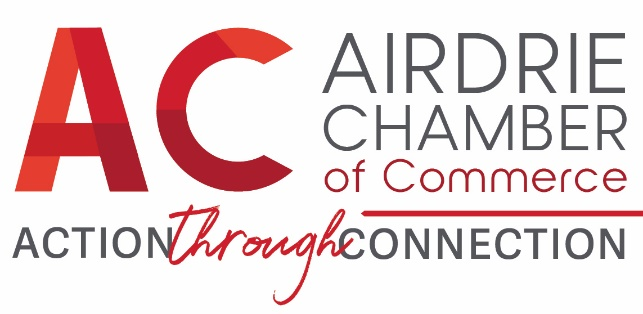 AC
AIRDRIE
CHAMBER
of Commerce
ACTION through CONNECTION